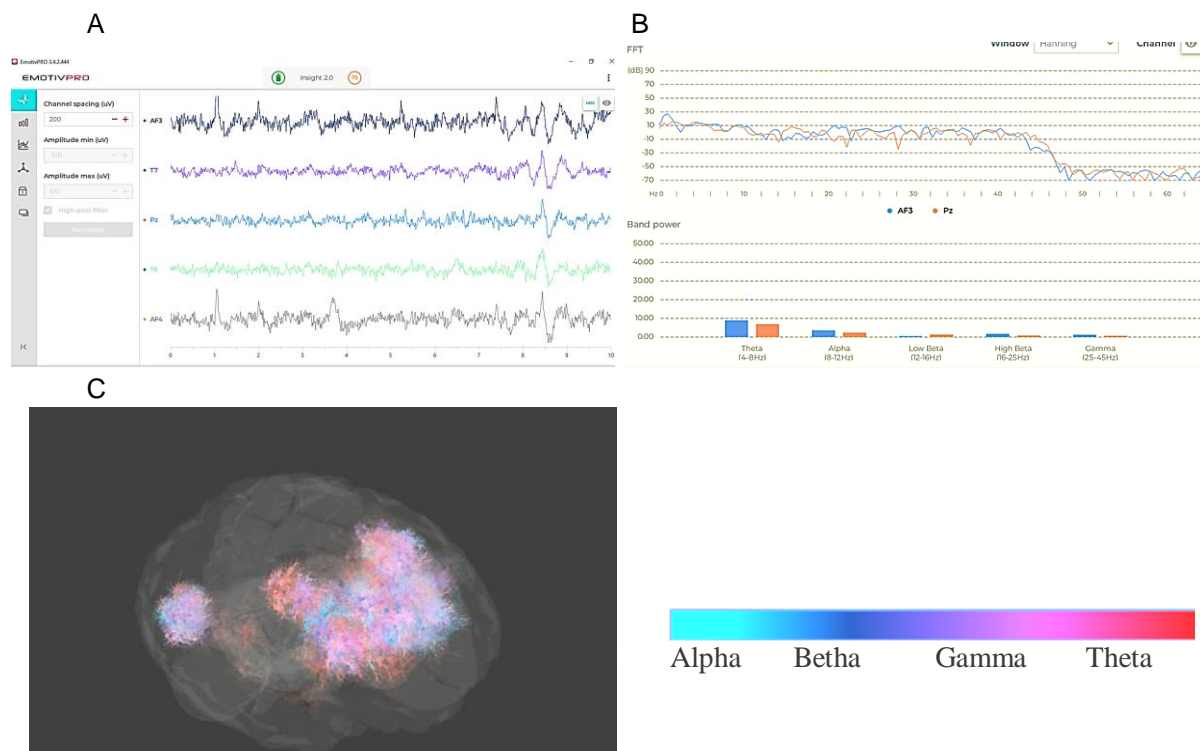 A
B
EmotivPRO 3.4.2.444
EMOTIVPRO
Insight 2.0
Channel spacing (uV)
200
- +
Amplitude min (uV)
-100
- +
Amplitude max (uV)
100
- +
High-pass filter
Autoscale
AF3
T7
Pz
T8
AF4
0 1 2 3 4 5 6 7 8 9 10
Window Hanning Channel
FFT
(dB) 90
70
50
30
10
-10
-30
-50
-70
Hz 0 10 20 30 40 50 60
AF3 Pz
Band power
50.00
40.00
30.00
20.00
10.00
0.00
Theta Alpha Low Beta High Beta Gamma
(4-8Hz) (8-12Hz) (12-16Hz) (16-25Hz) (25-45Hz)
C
Alpha Betha Gamma Theta